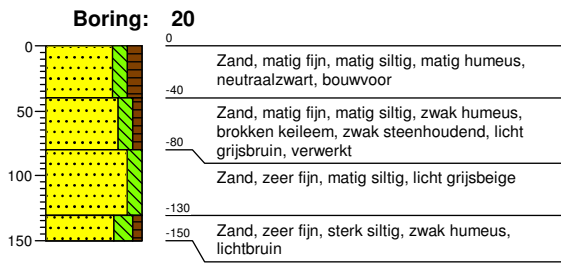 Boring: 20
0
0
Zand, matig fijn, matig siltig, matig humeus,
neutraalzwart, bouwvoor
-40
50
Zand, matig fijn, matig siltig, zwak humeus,
brokken keileem, zwak steenhoudend, licht
grijsbruin, verwerkt
-80
100
Zand, zeer fijn, matig siltig, licht grijsbeige
-130
150
-150
Zand, zeer fijn, sterk siltig, zwak humeus,
lichtbruin